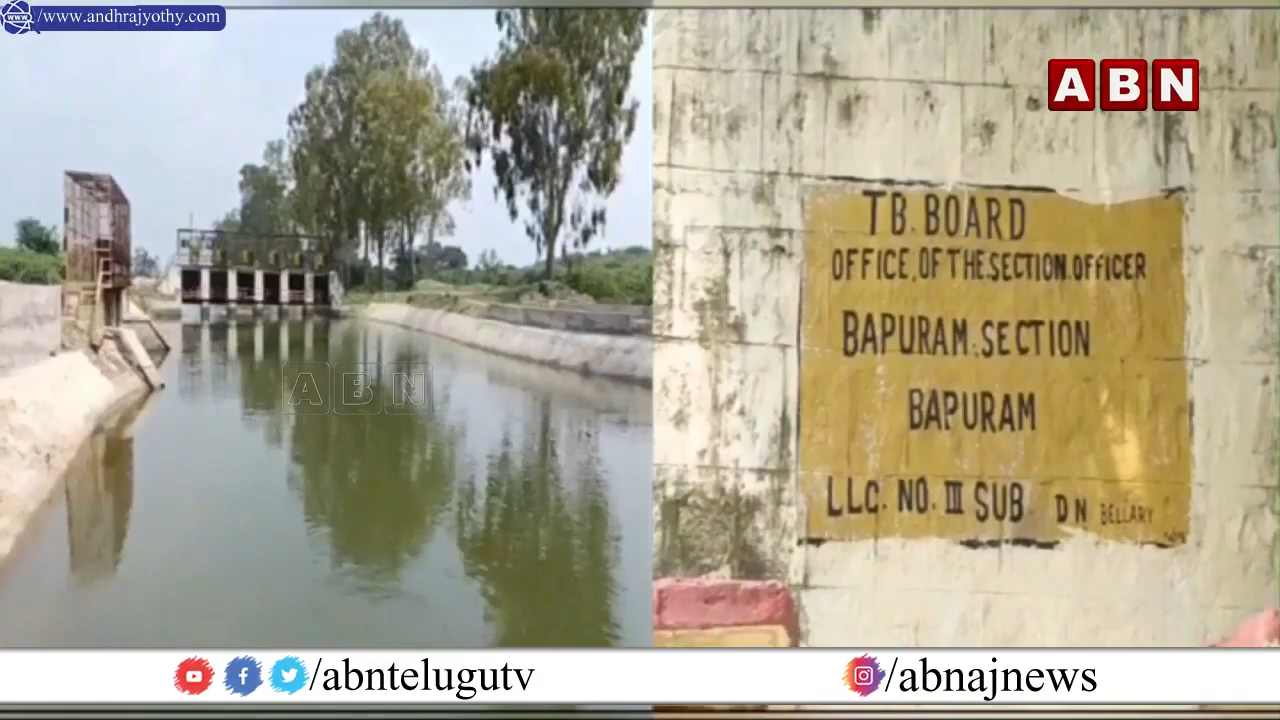 www.andhrajyothy.com
ABN
TB. BOARD
OFFICE.OF THE SECTION.OFFICER
BAPURAM.SECTION
BAPURAM
LLC. NO. III SUB DN BELLARY
ABN
/abntelugutv
/abnajnews